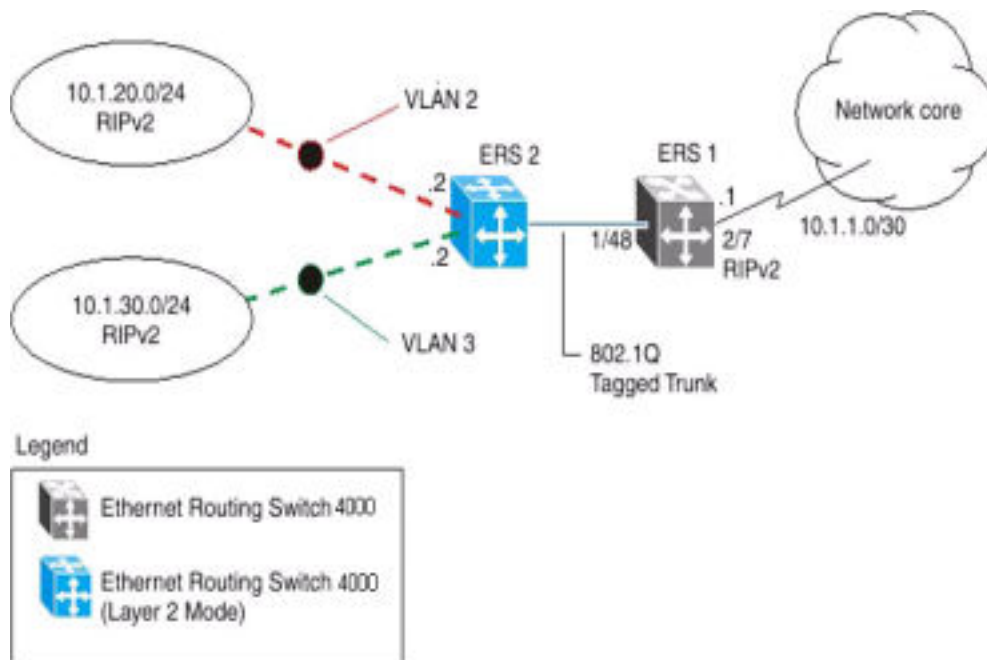 10.1.20.0/24
RIPv2
VLAN 2
Network core
ERS 2
ERS 1
.2
.1
.2
1/48
2/7
RIPv2
10.1.1.0/30
10.1.30.0/24
RIPv2
VLAN 3
802.1Q
Tagged Trunk
Legend
Ethernet Routing Switch 4000
Ethernet Routing Switch 4000
(Layer 2 Mode)